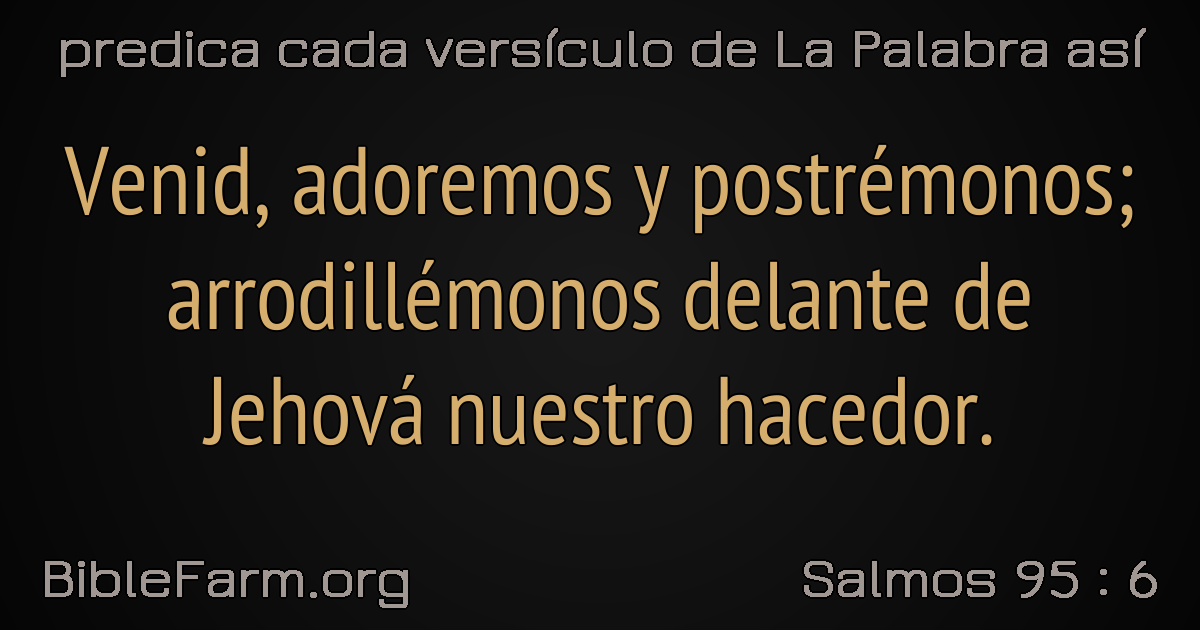 predica cada versículo de La Palabra así
Venid, adoremos y postrémonos;
arrodillémonos delante de
Jehová nuestro hacedor.
BibleFarm.org
Salmos 95 : 6